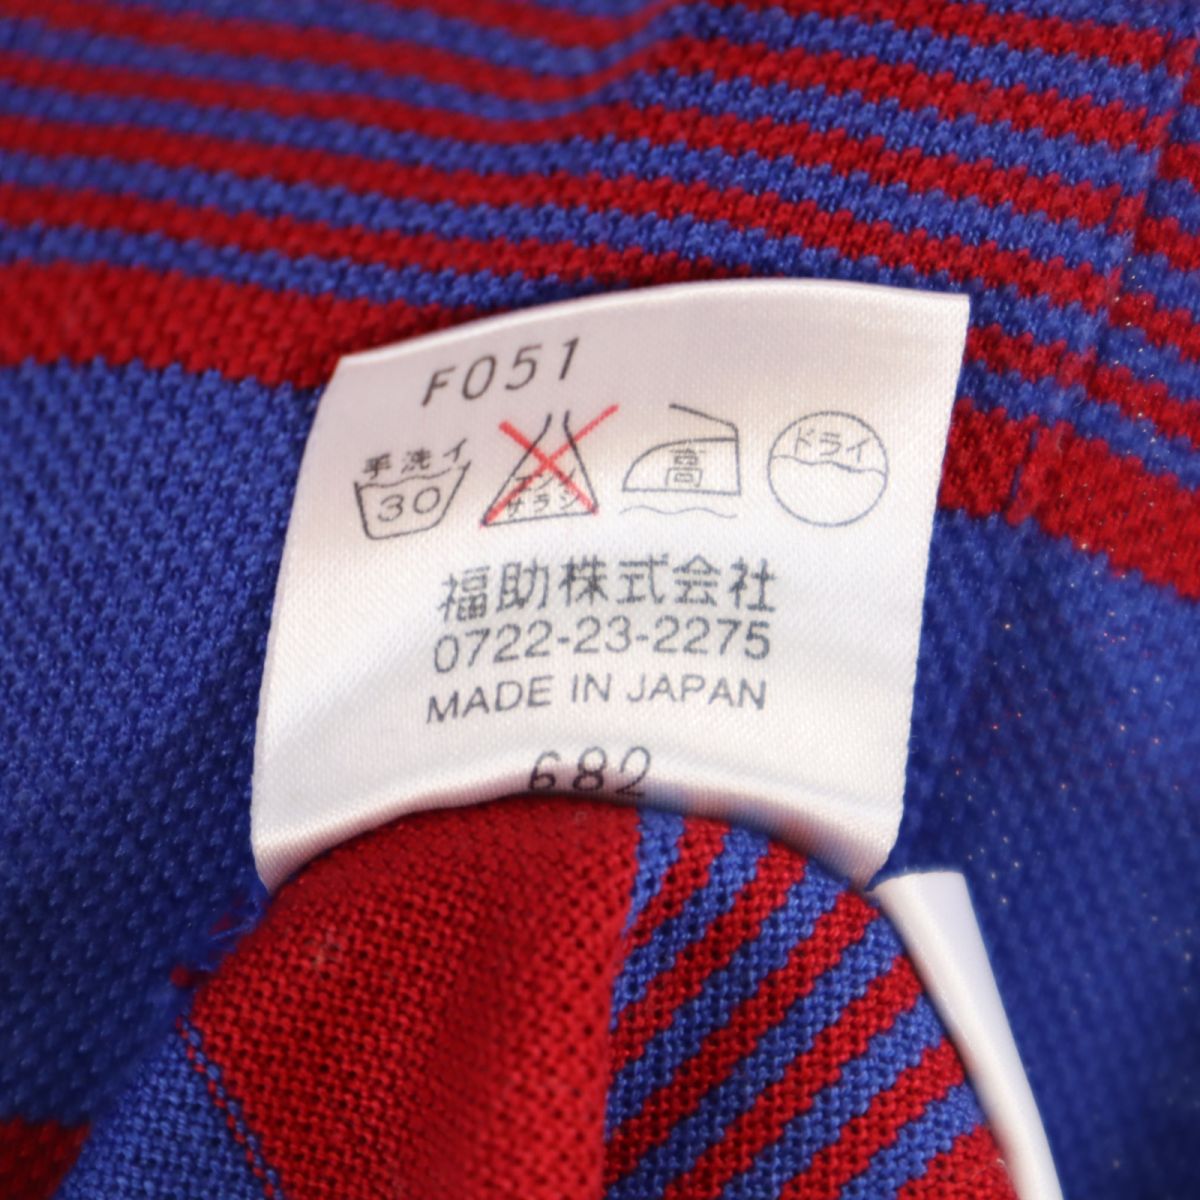 F051
手洗イ
30
エンソ
サラシ
高
ドライ
福助株式会社
0722-23-2275
MADE IN JAPAN
682